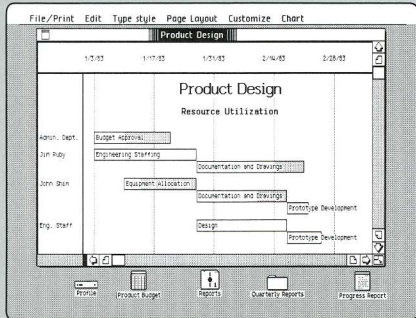 File/Print Edit Type style Page Layout Customize Chart
Product Design
1/3/83 1/17/83 1/31/83 2/14/83 2/28/83
Product Design
Resource Utilization
Admin. Dept. Budget Approval
Jim Ruby Engineering Staffing
Documentation and Drawings
John Shin Equipment Allocation
Documentation and Drawings
Prototype Development
Eng. Staff Design
Prototype Development
Profile Product Budget Reports Quarterly Reports Progress Report